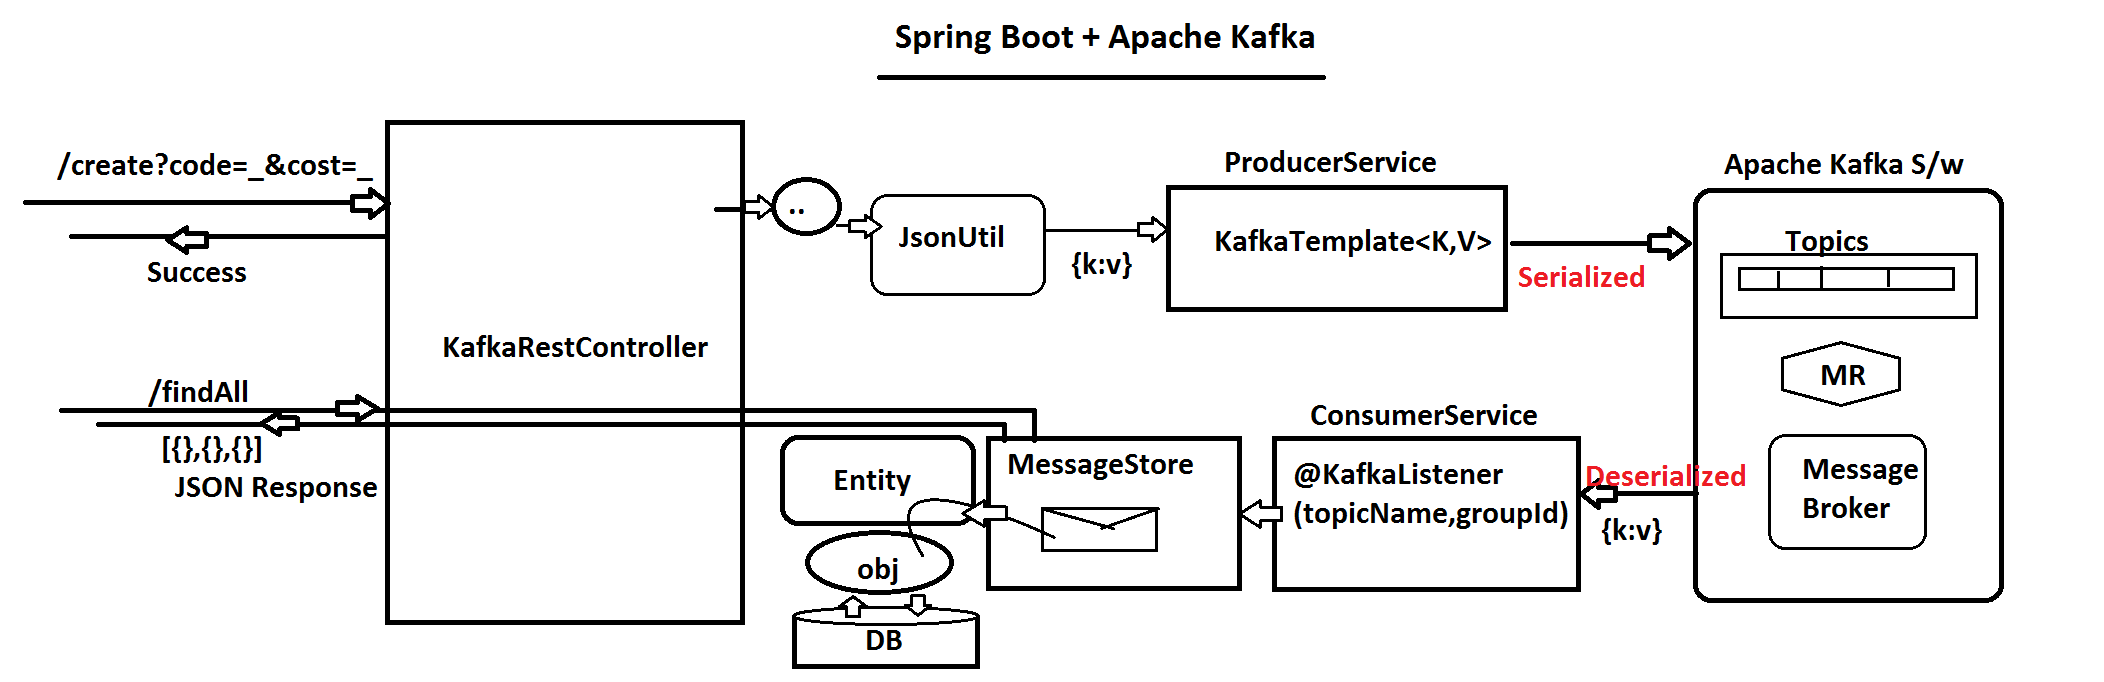 Spring Boot + Apache Kafka
/create?code=_&cost=_
Success
/findAll
[{},{},{}]
JSON Response
KafkaRestController
..
JsonUtil
{k:v}
ProducerService
KafkaTemplate<K,V>
Serialized
Apache Kafka S/w
Topics
MR
Message
Broker
Deserialized
{k:v}
ConsumerService
@KafkaListener
(topicName,groupId)
MessageStore
Entity
obj
DB